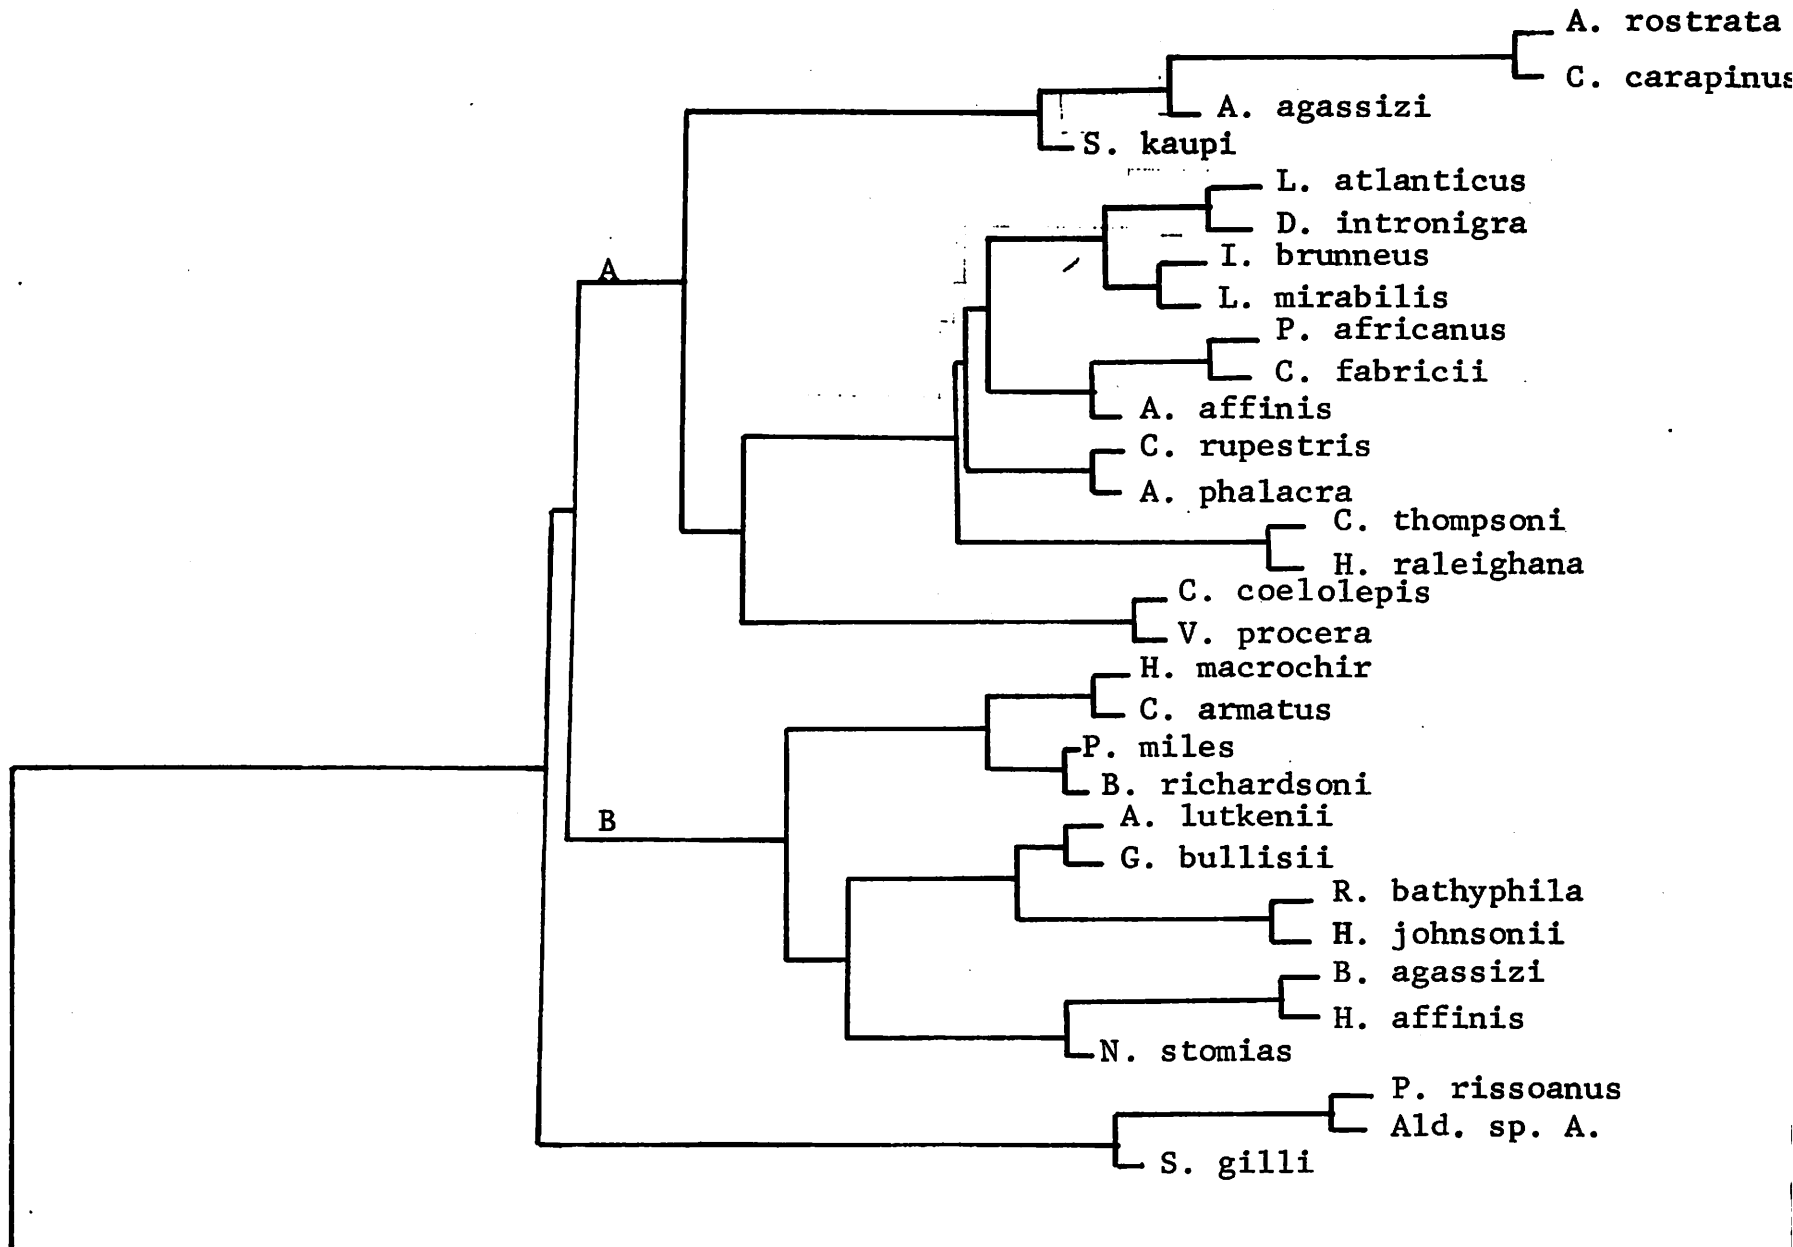 A. rostrata
C. carapinus
A. agassizi
S. kaupi
L. atlanticus
D. intronigra
I. brunneus
A
L. mirabilis
P. africanus
C. fabricii
A. affinis
C. rupestris
A. phalacra
C. thompsoni
H. raleighana
C. coelolepis
V. procera
H. macrochir
C. armatus
P. miles
B. richardsoni
A. lutkenii
B
G. bullisii
R. bathyphila
H. johnsonii
B. agassizi
H. affinis
N. stomias
P. rissoanus
Ald. sp. A.
S. gilli